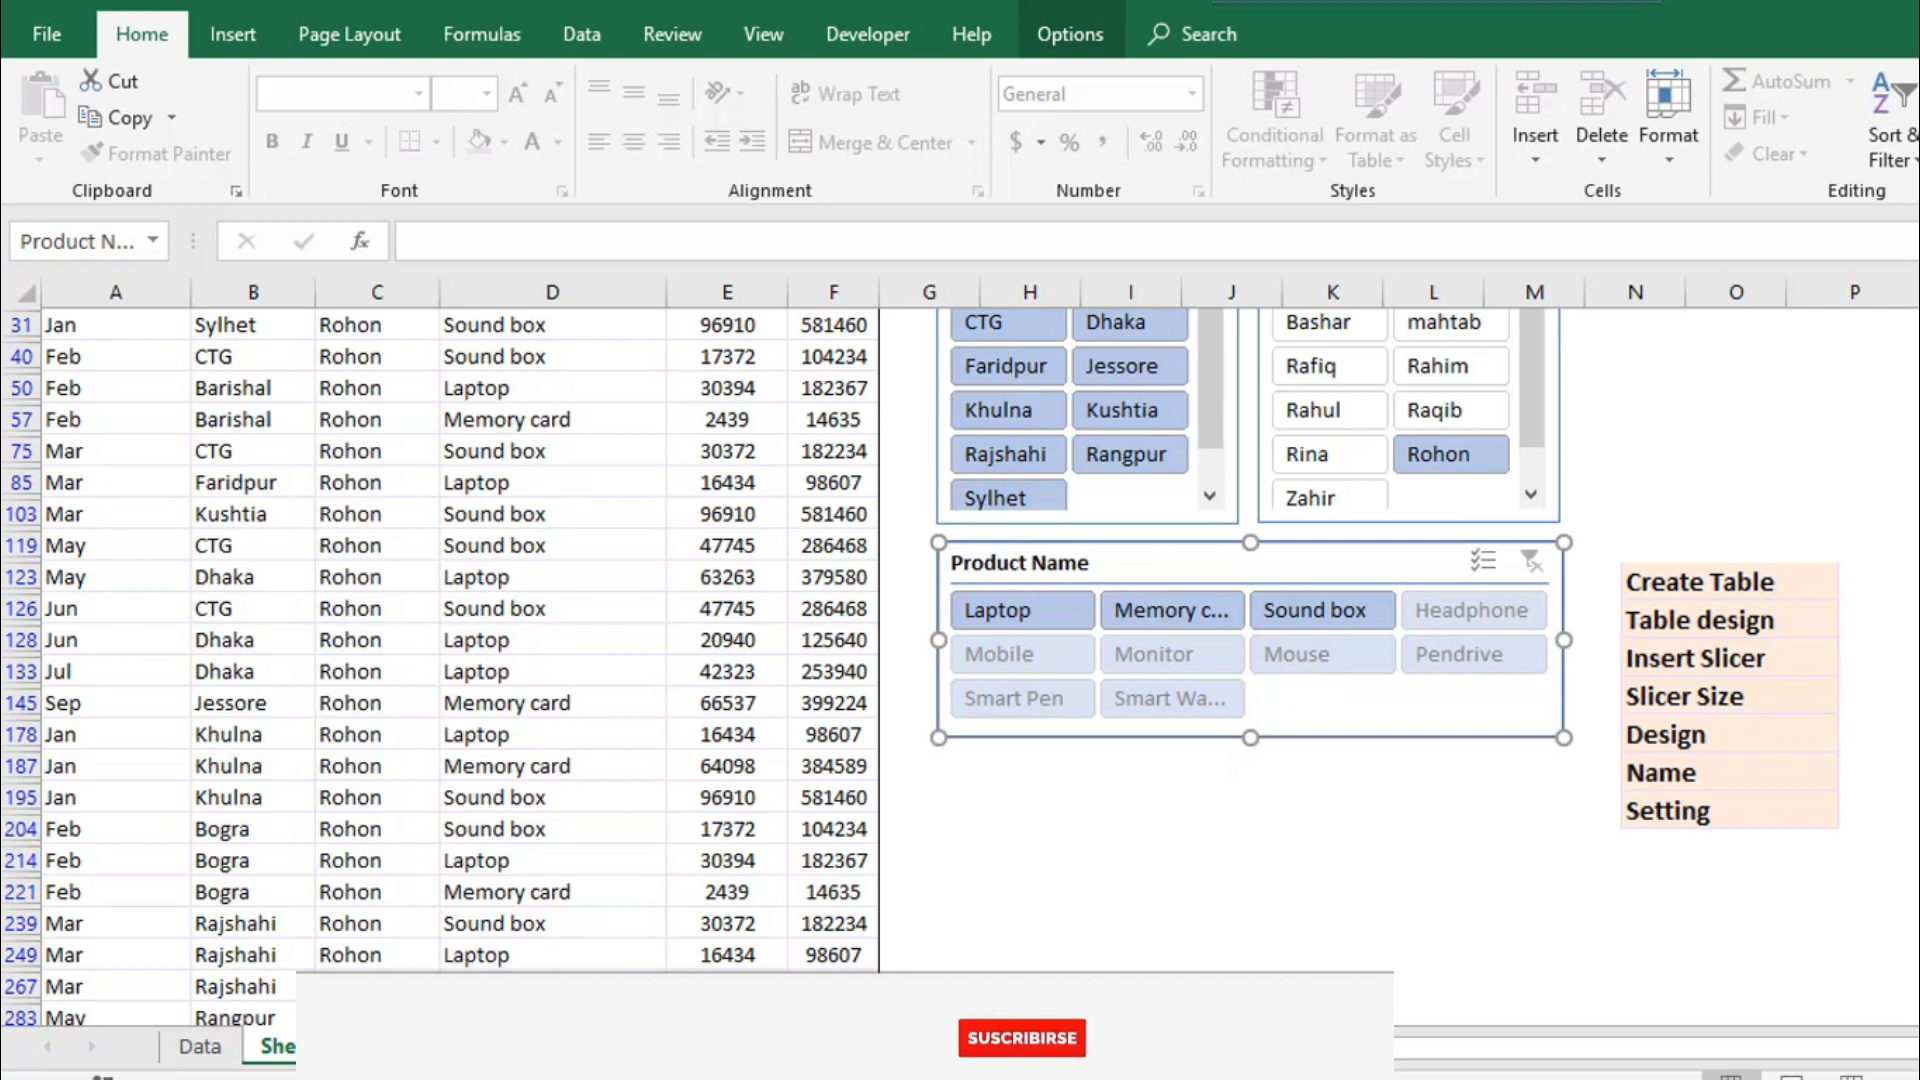 File Home Insert Page Layout Formulas Data Review View Developer Help Options Search
Cut
Copy
Paste
Format Painter
Clipboard
B I U
A A
A
Font
Wrap Text
Merge & Center
Alignment
General
$ % ,
Number
Conditional Formatting
Format as Table
Cell Styles
Styles
Insert Delete Format
Cells
AutoSum
Fill
Clear
Sort &
Filter
Editing
Product N...
fx
A B C D E F G H I J K L M N O P
31 Jan Sylhet Rohon Sound box 96910 581460
40 Feb CTG Rohon Sound box 17372 104234
50 Feb Barishal Rohon Laptop 30394 182367
57 Feb Barishal Rohon Memory card 2439 14635
75 Mar CTG Rohon Sound box 30372 182234
85 Mar Faridpur Rohon Laptop 16434 98607
103 Mar Kushtia Rohon Sound box 96910 581460
119 May CTG Rohon Sound box 47745 286468
123 May Dhaka Rohon Laptop 63263 379580
126 Jun CTG Rohon Sound box 47745 286468
128 Jun Dhaka Rohon Laptop 20940 125640
133 Jul Dhaka Rohon Laptop 42323 253940
145 Sep Jessore Rohon Memory card 66537 399224
178 Jan Khulna Rohon Laptop 16434 98607
187 Jan Khulna Rohon Memory card 64098 384589
195 Jan Khulna Rohon Sound box 96910 581460
204 Feb Bogra Rohon Sound box 17372 104234
214 Feb Bogra Rohon Laptop 30394 182367
221 Feb Bogra Rohon Memory card 2439 14635
239 Mar Rajshahi Rohon Sound box 30372 182234
249 Mar Rajshahi Rohon Laptop 16434 98607
267 Mar Rajshahi
283 May Rangpur
CTG Dhaka
Faridpur Jessore
Khulna Kushtia
Rajshahi Rangpur
Sylhet
Bashar mahtab
Rafiq Rahim
Rahul Raqib
Rina Rohon
Zahir
Product Name
Laptop Memory c... Sound box Headphone
Mobile Monitor Mouse Pendrive
Smart Pen Smart Wa...
Create Table
Table design
Insert Slicer
Slicer Size
Design
Name
Setting
Data She
SUSCRIBIRSE